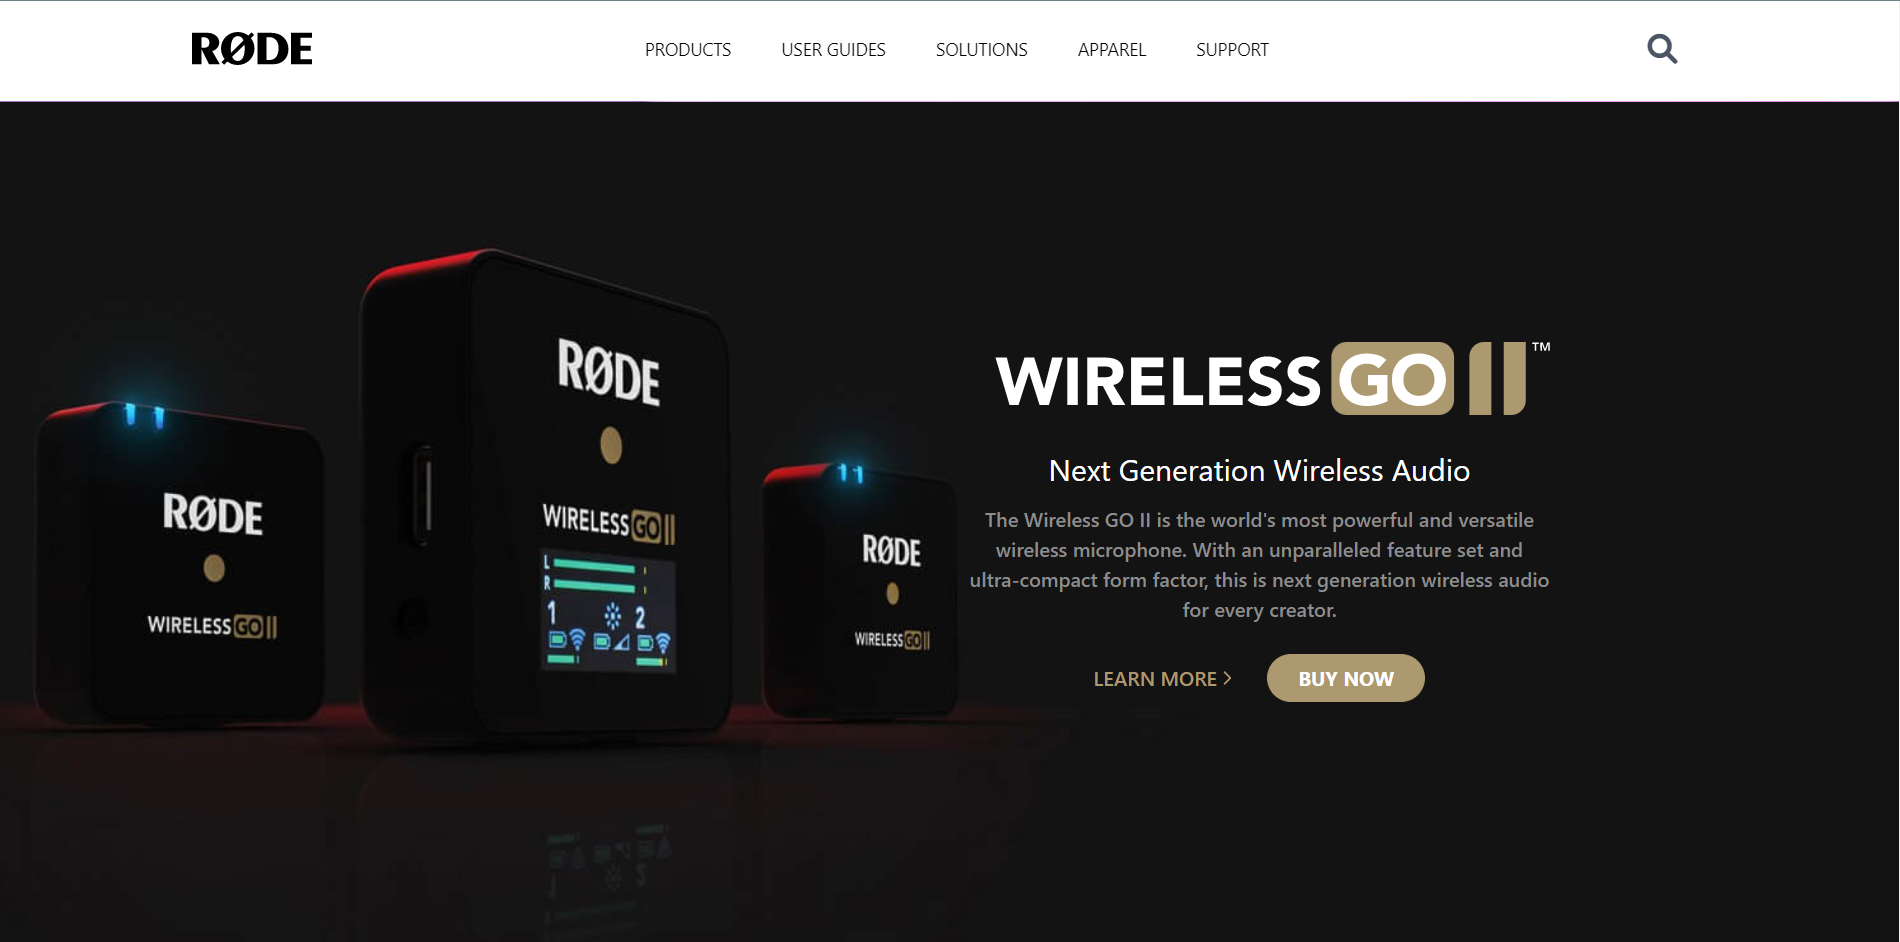 RØDE
PRODUCTS
USER GUIDES
SOLUTIONS
APPAREL
SUPPORT
RØDE
WIRELESS GO II
RØDE
WIRELESS GO II
L
R
1
2
RØDE
WIRELESS GO II
WIRELESS GO II™
Next Generation Wireless Audio
The Wireless GO II is the world's most powerful and versatile
wireless microphone. With an unparalleled feature set and
ultra-compact form factor, this is next generation wireless audio
for every creator.
LEARN MORE >
BUY NOW